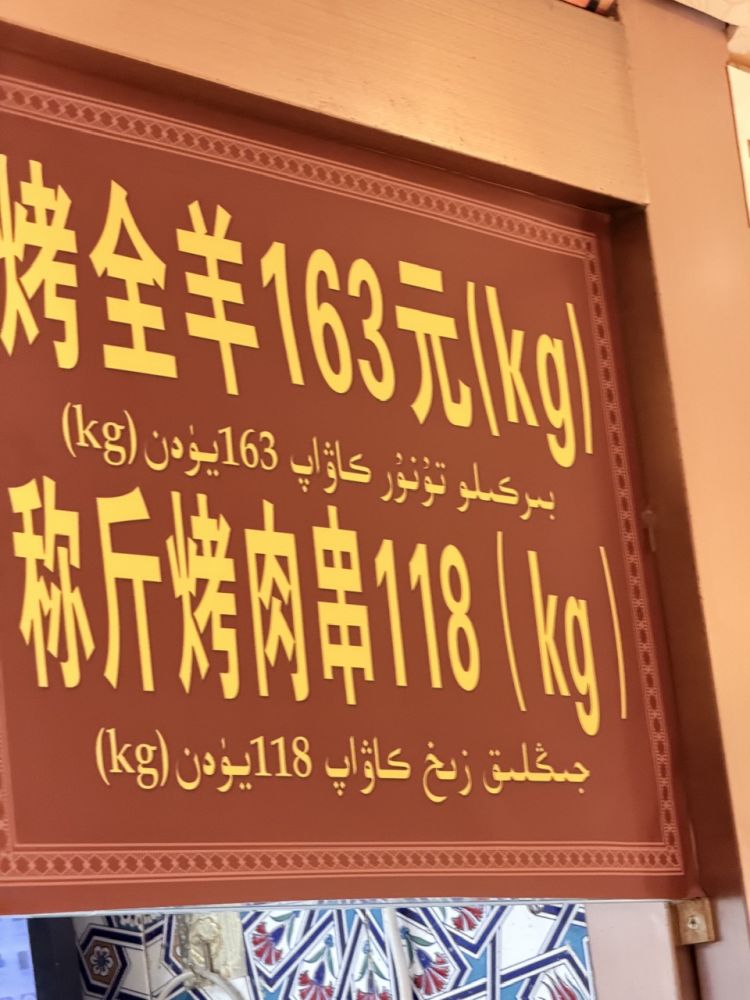 烤全羊163元(kg)
بىركىلو تۇنۇر كاۋاپ 163يۈەن(kg)
称斤烤肉串118（kg）
جىڭلىق زىخ كاۋاپ 118يۈەن(kg)